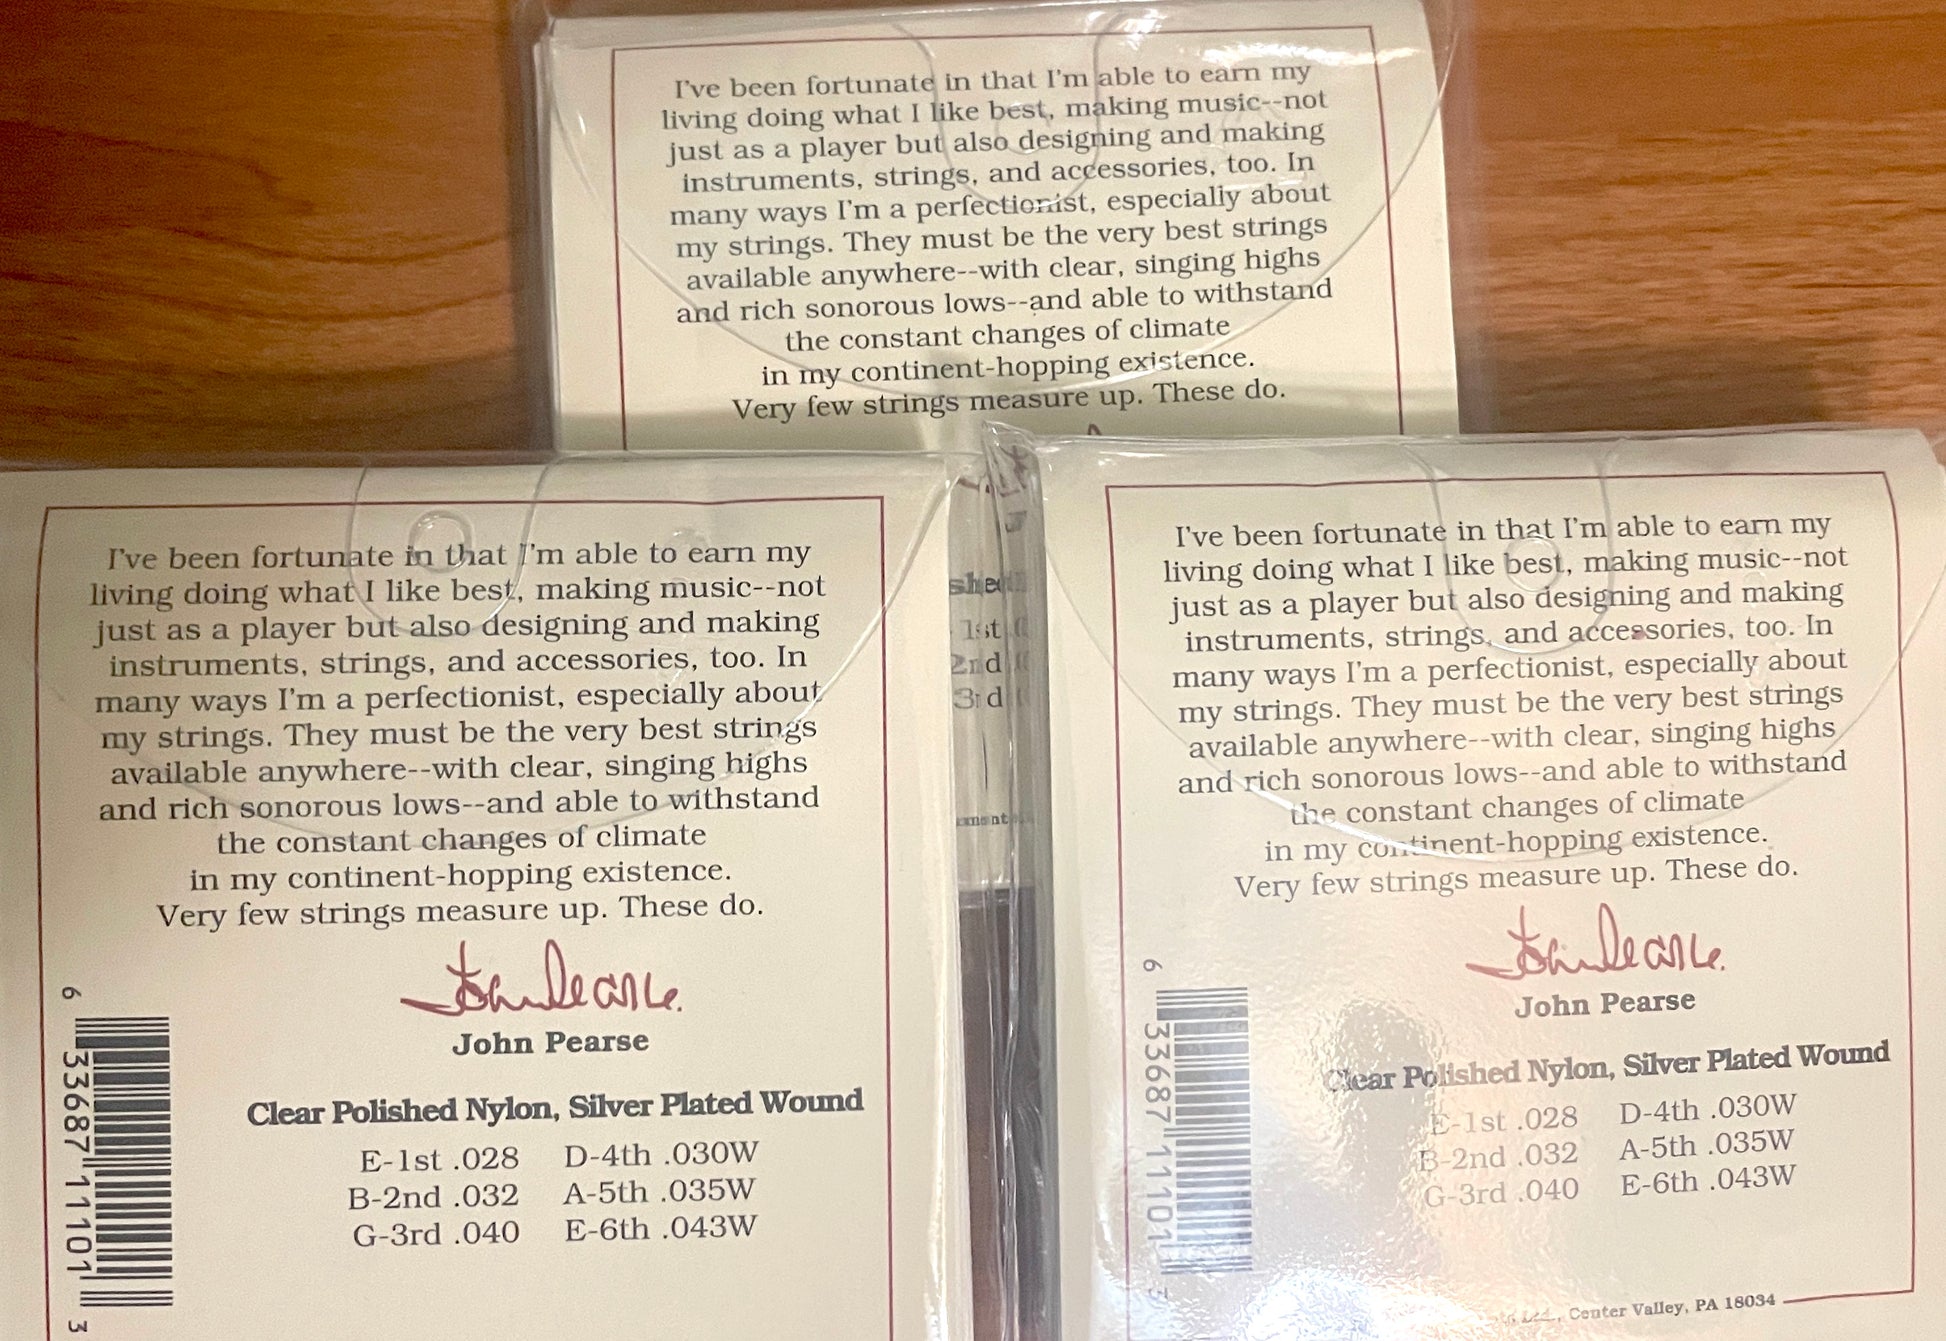 I've been fortunate in that I'm able to earn my
living doing what I like best, making music--not
just as a player but also designing and making
instruments, strings, and accessories, too. In
many ways I'm a perfectionist, especially about
my strings. They must be the very best strings
available anywhere--with clear, singing highs
and rich sonorous lows--and able to withstand
the constant changes of climate
in my continent-hopping existence.
Very few strings measure up. These do.
I've been fortunate in that I'm able to earn my
living doing what I like best, making music--not
just as a player but also designing and making
instruments, strings, and accessories, too. In
many ways I'm a perfectionist, especially about
my strings. They must be the very best strings
available anywhere--with clear, singing highs
and rich sonorous lows--and able to withstand
the constant changes of climate
in my continent-hopping existence.
Very few strings measure up. These do.
John Pearse.
John Pearse
Clear Polished Nylon, Silver Plated Wound
E-1st .028 D-4th .030W
B-2nd .032 A-5th .035W
G-3rd .040 E-6th .043W
6 33687 11101 3
1st
2nd
3rd
I've been fortunate in that I'm able to earn my
living doing what I like best, making music--not
just as a player but also designing and making
instruments, strings, and accessories, too. In
many ways I'm a perfectionist, especially about
my strings. They must be the very best strings
available anywhere--with clear, singing highs
and rich sonorous lows--and able to withstand
the constant changes of climate
in my continent-hopping existence.
Very few strings measure up. These do.
John Pearse.
John Pearse
Clear Polished Nylon, Silver Plated Wound
E-1st .028 D-4th .030W
B-2nd .032 A-5th .035W
G-3rd .040 E-6th .043W
6 33687 11101 3
Center Valley, PA 18034